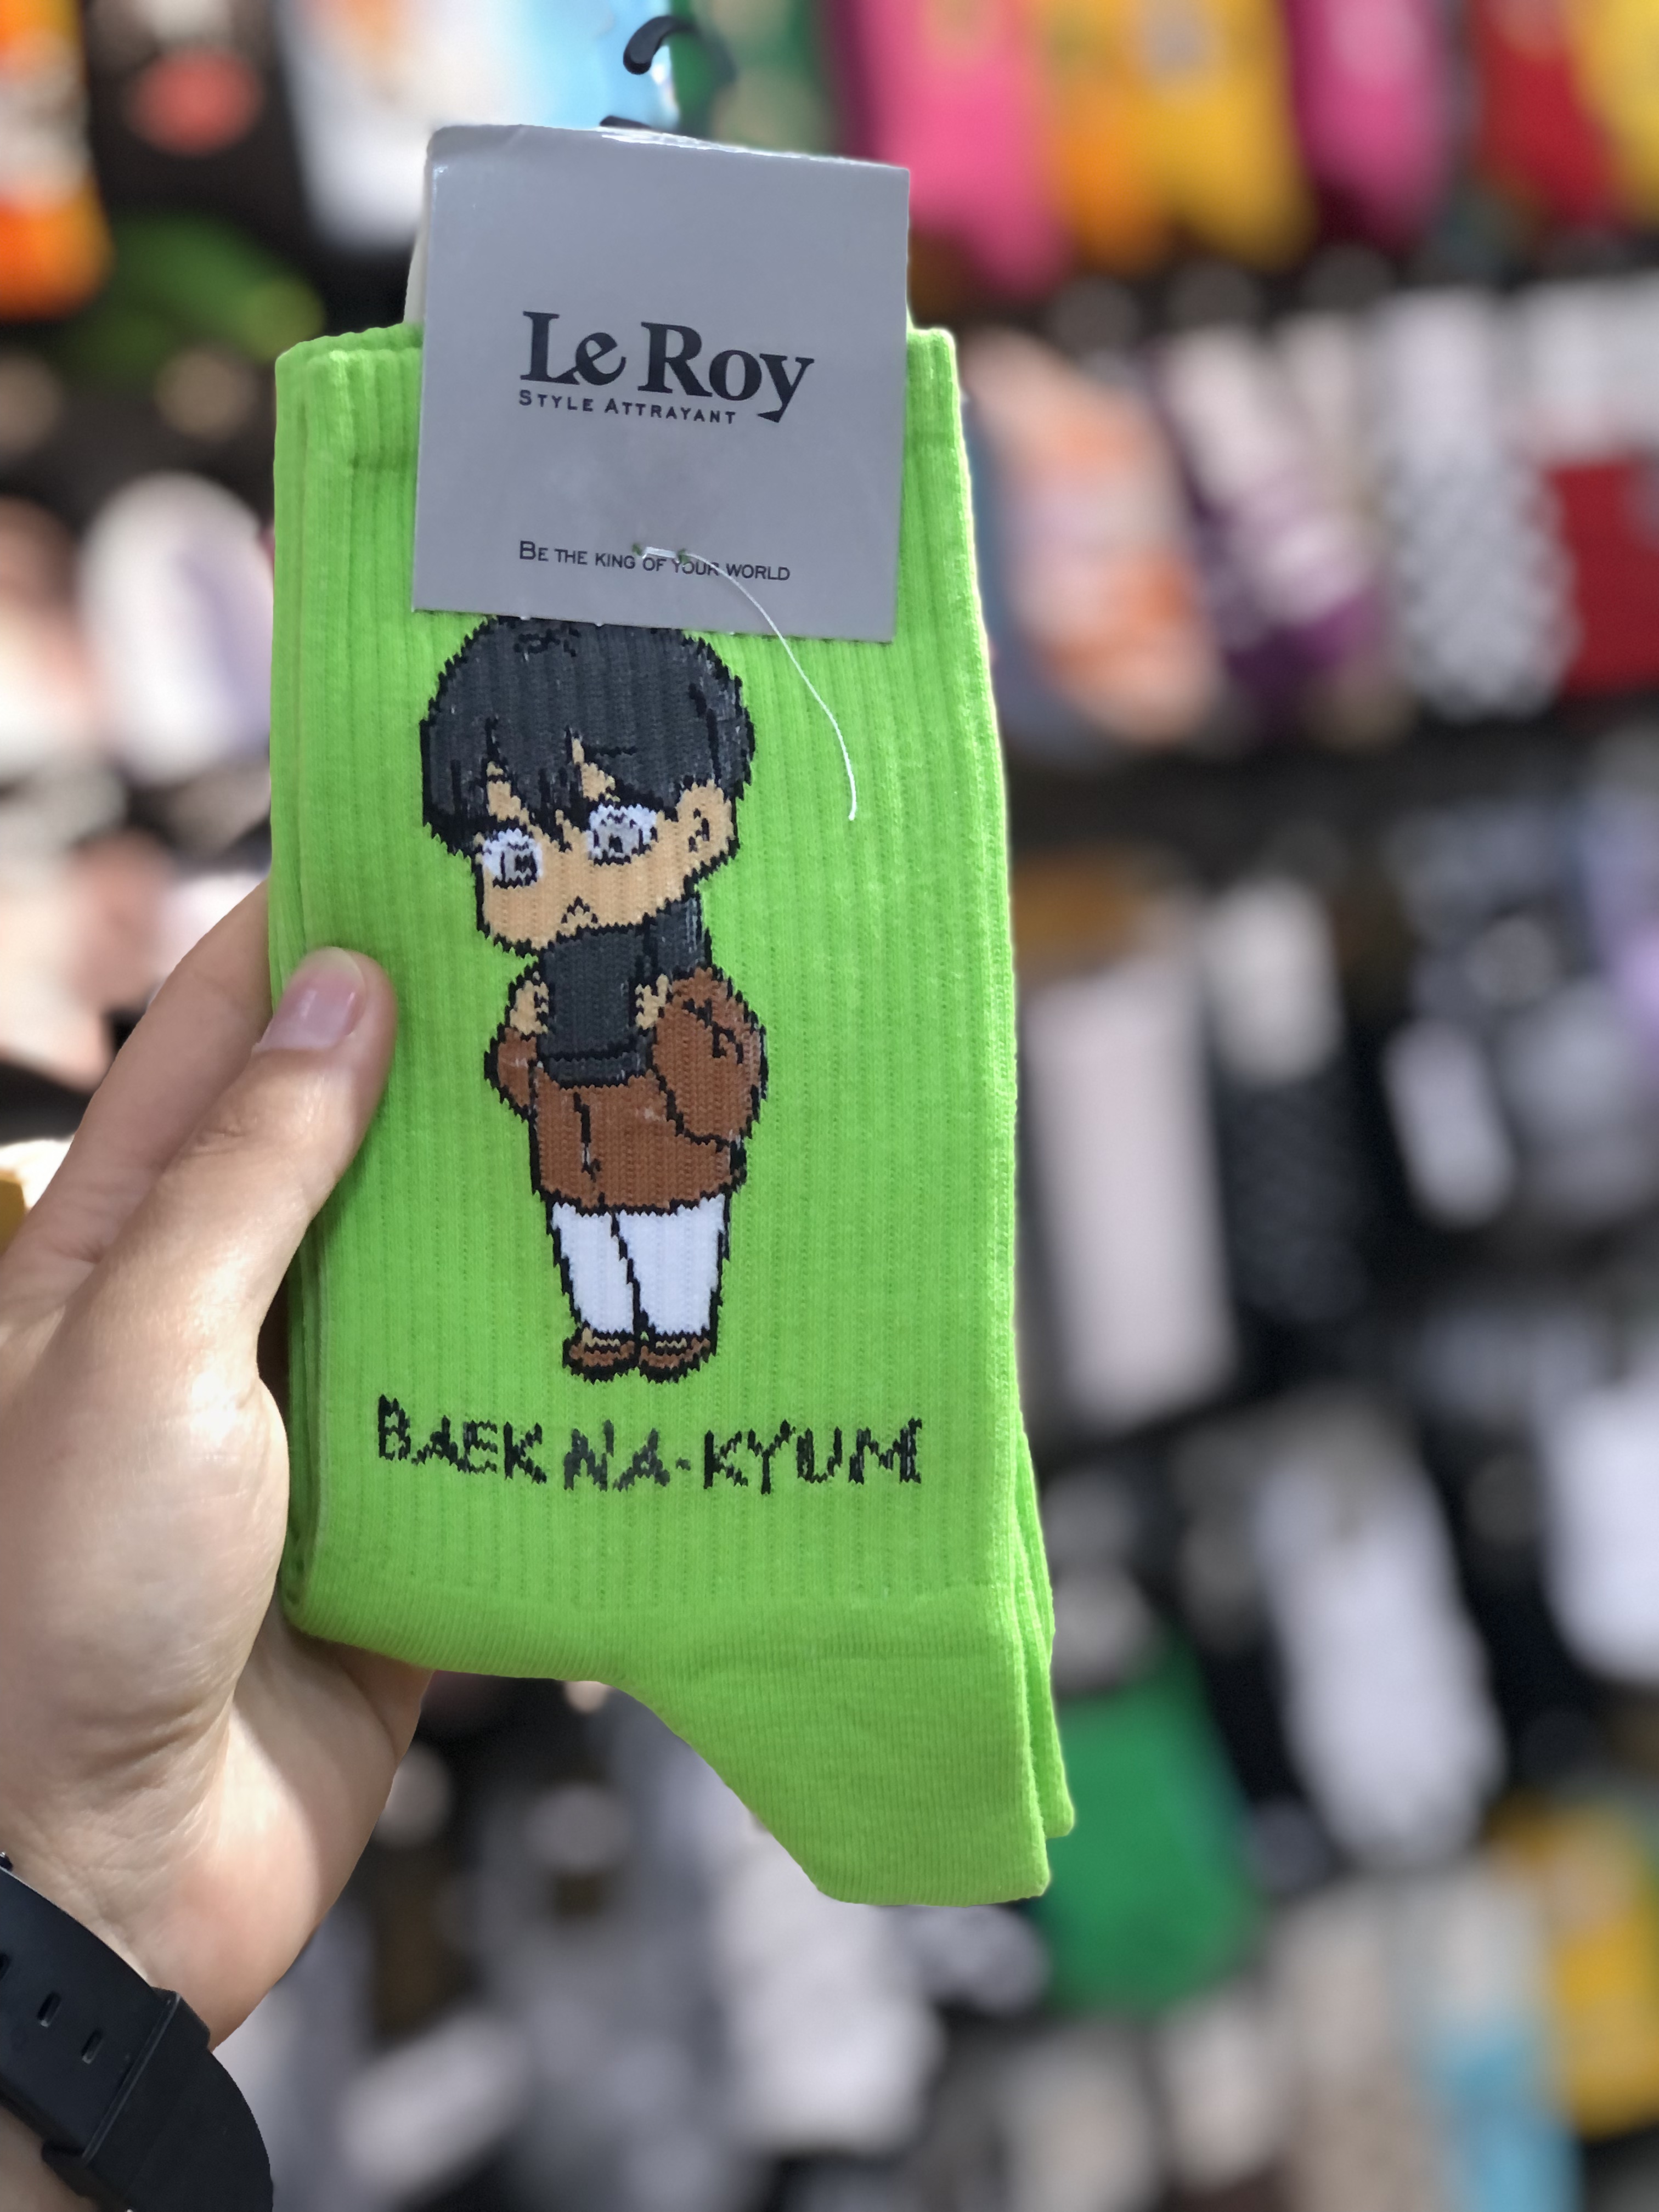 Le Roy
STYLE ATTRAYANT
BE THE KING OF YOUR WORLD
BAEK NA-KYUM